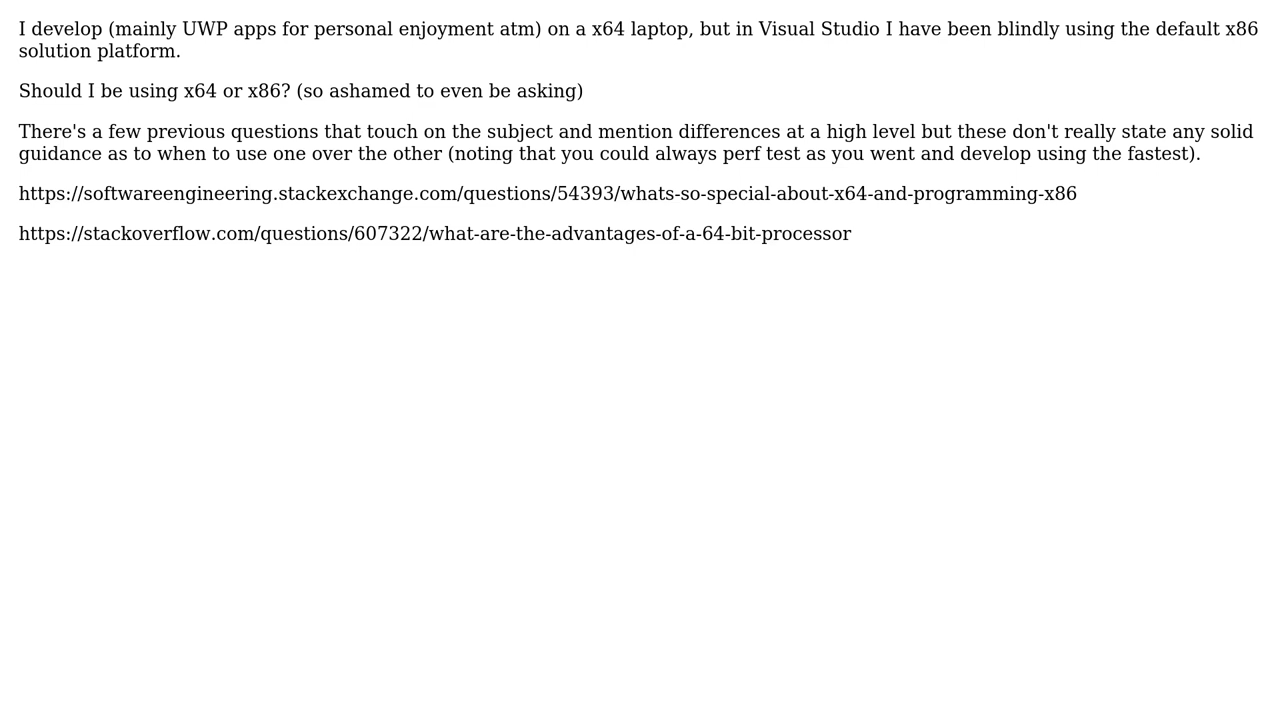 I develop (mainly UWP apps for personal enjoyment atm) on a x64 laptop, but in Visual Studio I have been blindly using the default x86
solution platform.
Should I be using x64 or x86? (so ashamed to even be asking)
There's a few previous questions that touch on the subject and mention differences at a high level but these don't really state any solid
guidance as to when to use one over the other (noting that you could always perf test as you went and develop using the fastest).
https://softwareengineering.stackexchange.com/questions/54393/whats-so-special-about-x64-and-programming-x86
https://stackoverflow.com/questions/607322/what-are-the-advantages-of-a-64-bit-processor